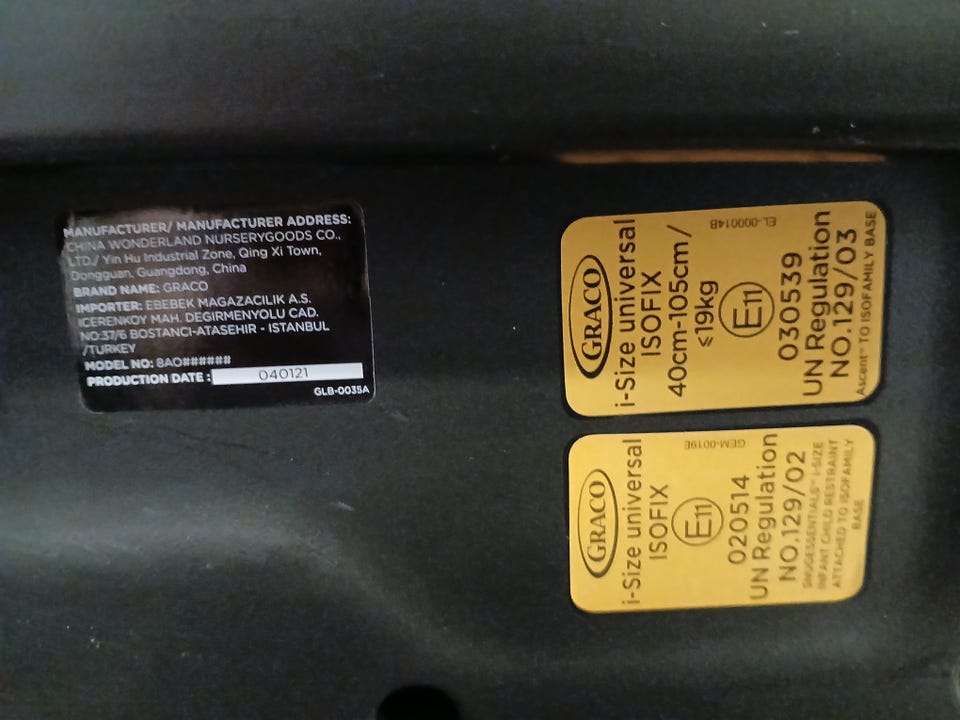 MANUFACTURER/ MANUFACTURER ADDRESS:
CHINA WONDERLAND NURSERYGOODS CO.,
LTD./ Yin Hu Industrial Zone, Qing Xi Town,
Dongguan, Guangdong, China
BRAND NAME: GRACO
IMPORTER: EBEBEK MAGAZACILIK A.S.
ICERENKOY MAH. DEGIRMENYOLU CAD.
NO:37/6 BOSTANCI-ATASEHIR - ISTANBUL
/TURKEY
MODEL NO: 8AO######
PRODUCTION DATE : 040121
GLB-0035A
GRACO
i-Size universal
ISOFIX
40cm-105cm /
≤19kg
E11
EL-000014B
030539
UN Regulation
NO.129/03
Ascent™ TO ISOFAMILY BASE
GRACO
i-Size universal
ISOFIX
E11
GEM-0019E
020514
UN Regulation
NO.129/02
SNUGESSENTIALS™ I-SIZE
INFANT CHILD RESTRAINT
ATTACHED TO ISOFAMILY
BASE